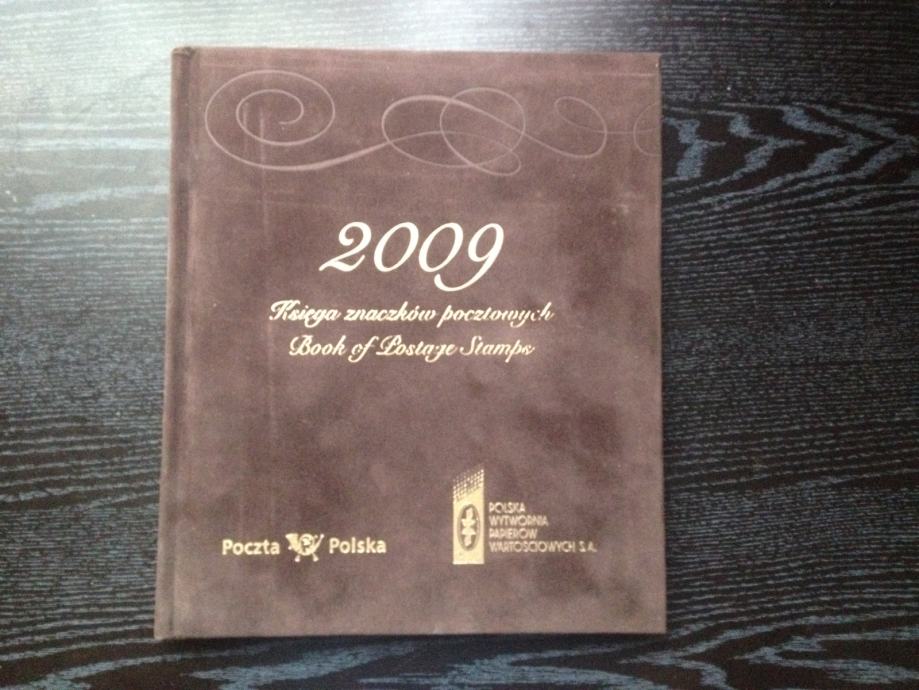 2009
Księga znaczków pocztowych
Book of Postage Stamps
Poczta Polska
POLSKA
WYTWÓRNIA
PAPIERÓW
WARTOŚCIOWYCH S.A.